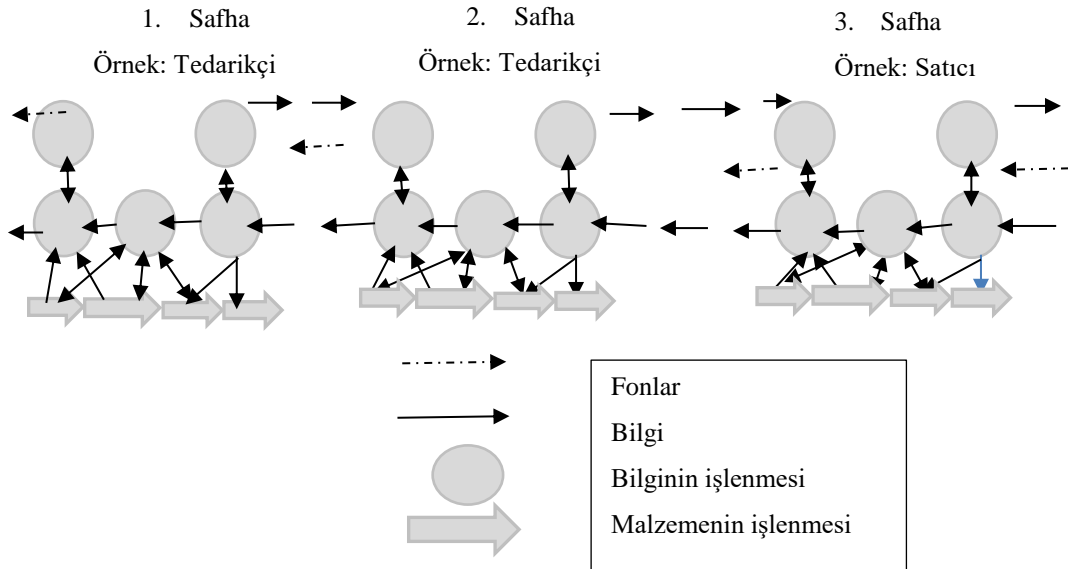 1. Safha
Örnek: Tedarikçi
2. Safha
Örnek: Tedarikçi
3. Safha
Örnek: Satıcı
Fonlar
Bilgi
Bilginin işlenmesi
Malzemenin işlenmesi